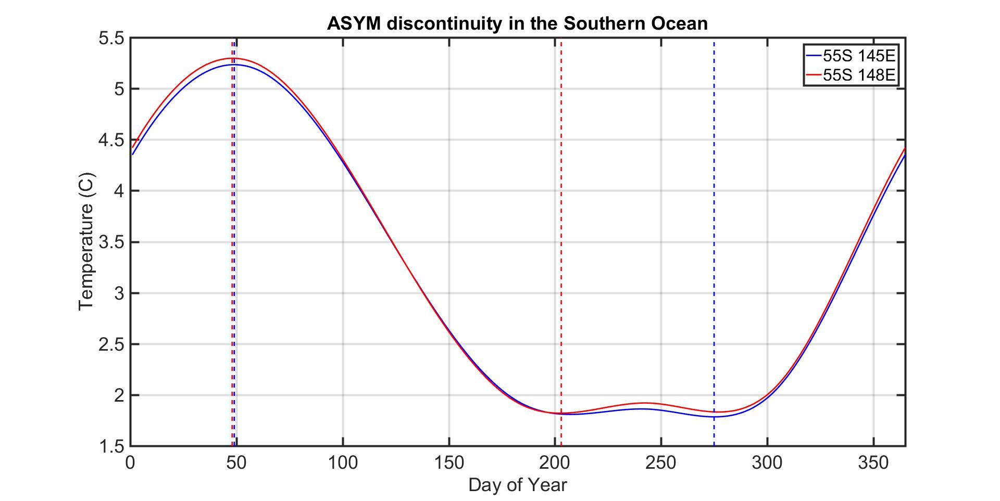 ASYM discontinuity in the Southern Ocean
55S 145E
55S 148E
Temperature (C)
5.5
5
4.5
4
3.5
3
2.5
2
1.5
0 50 100 150 200 250 300 350
Day of Year